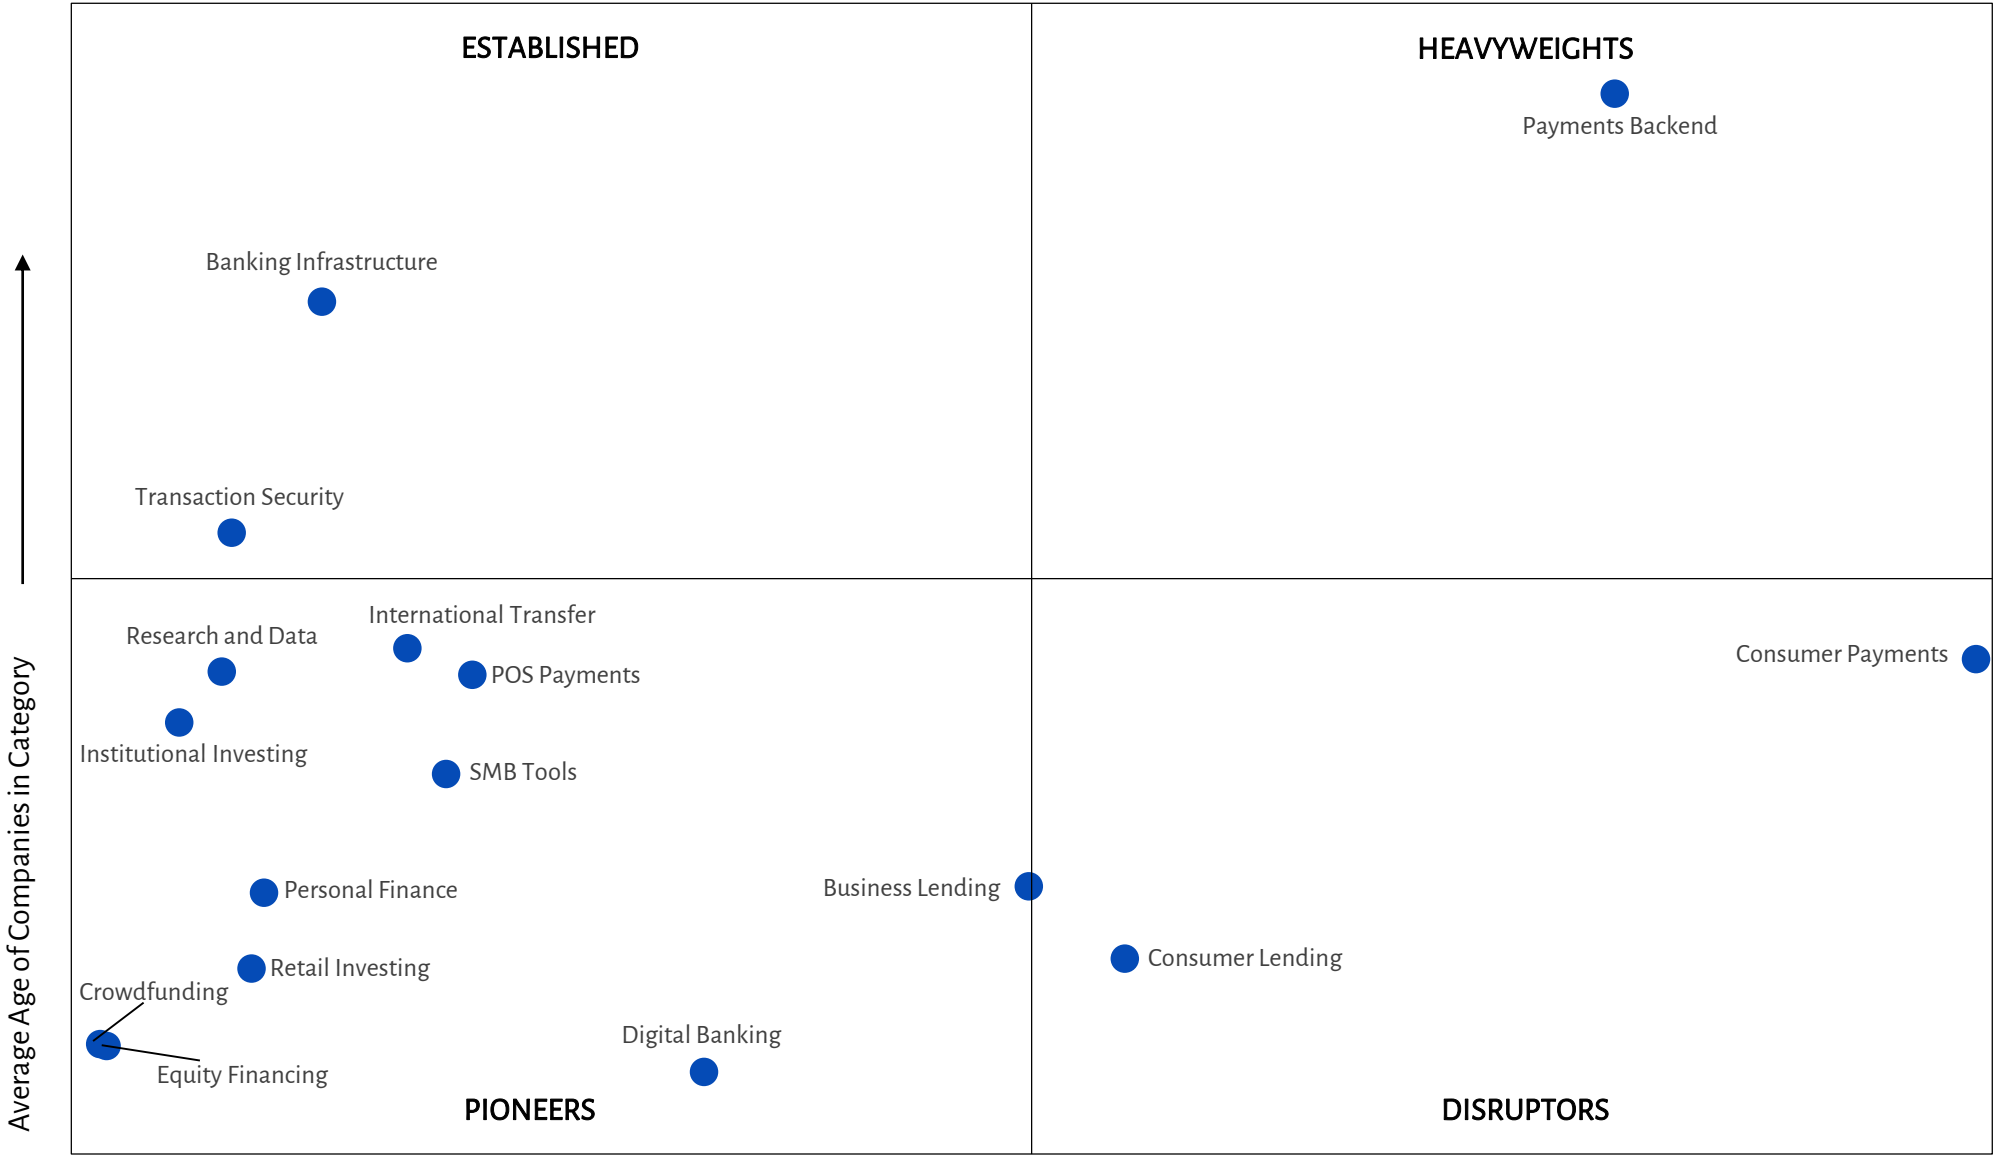 ESTABLISHED
HEAVYWEIGHTS
Payments Backend
Banking Infrastructure
Transaction Security
International Transfer
Research and Data
Consumer Payments
POS Payments
Institutional Investing
SMB Tools
Business Lending
Personal Finance
Consumer Lending
Retail Investing
Crowdfunding
Digital Banking
Equity Financing
PIONEERS
DISRUPTORS
Average Age of Companies in Category